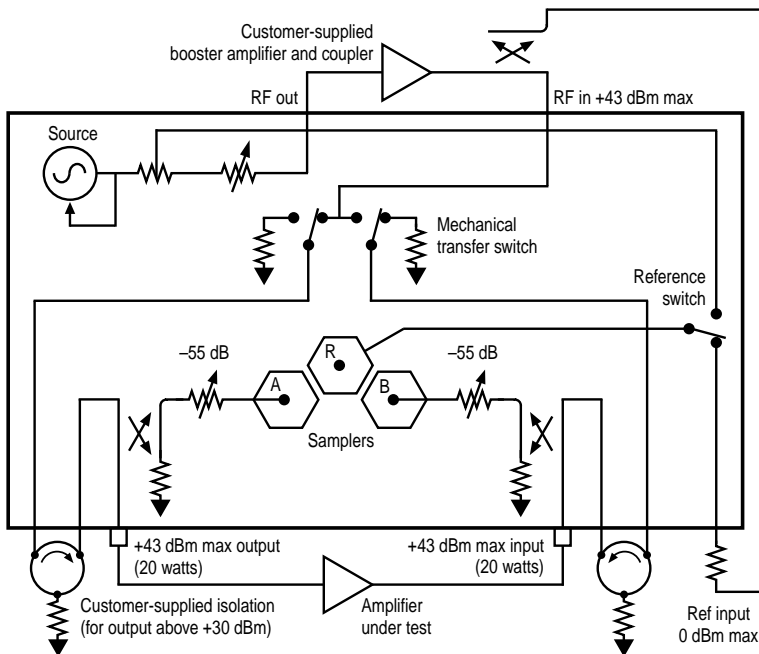 Customer-supplied
booster amplifier and coupler
RF out
RF in +43 dBm max
Source
Mechanical
transfer switch
Reference
switch
–55 dB
R
–55 dB
A
B
Samplers
+43 dBm max output
(20 watts)
+43 dBm max input
(20 watts)
Customer-supplied isolation
(for output above +30 dBm)
Amplifier
under test
Ref input
0 dBm max